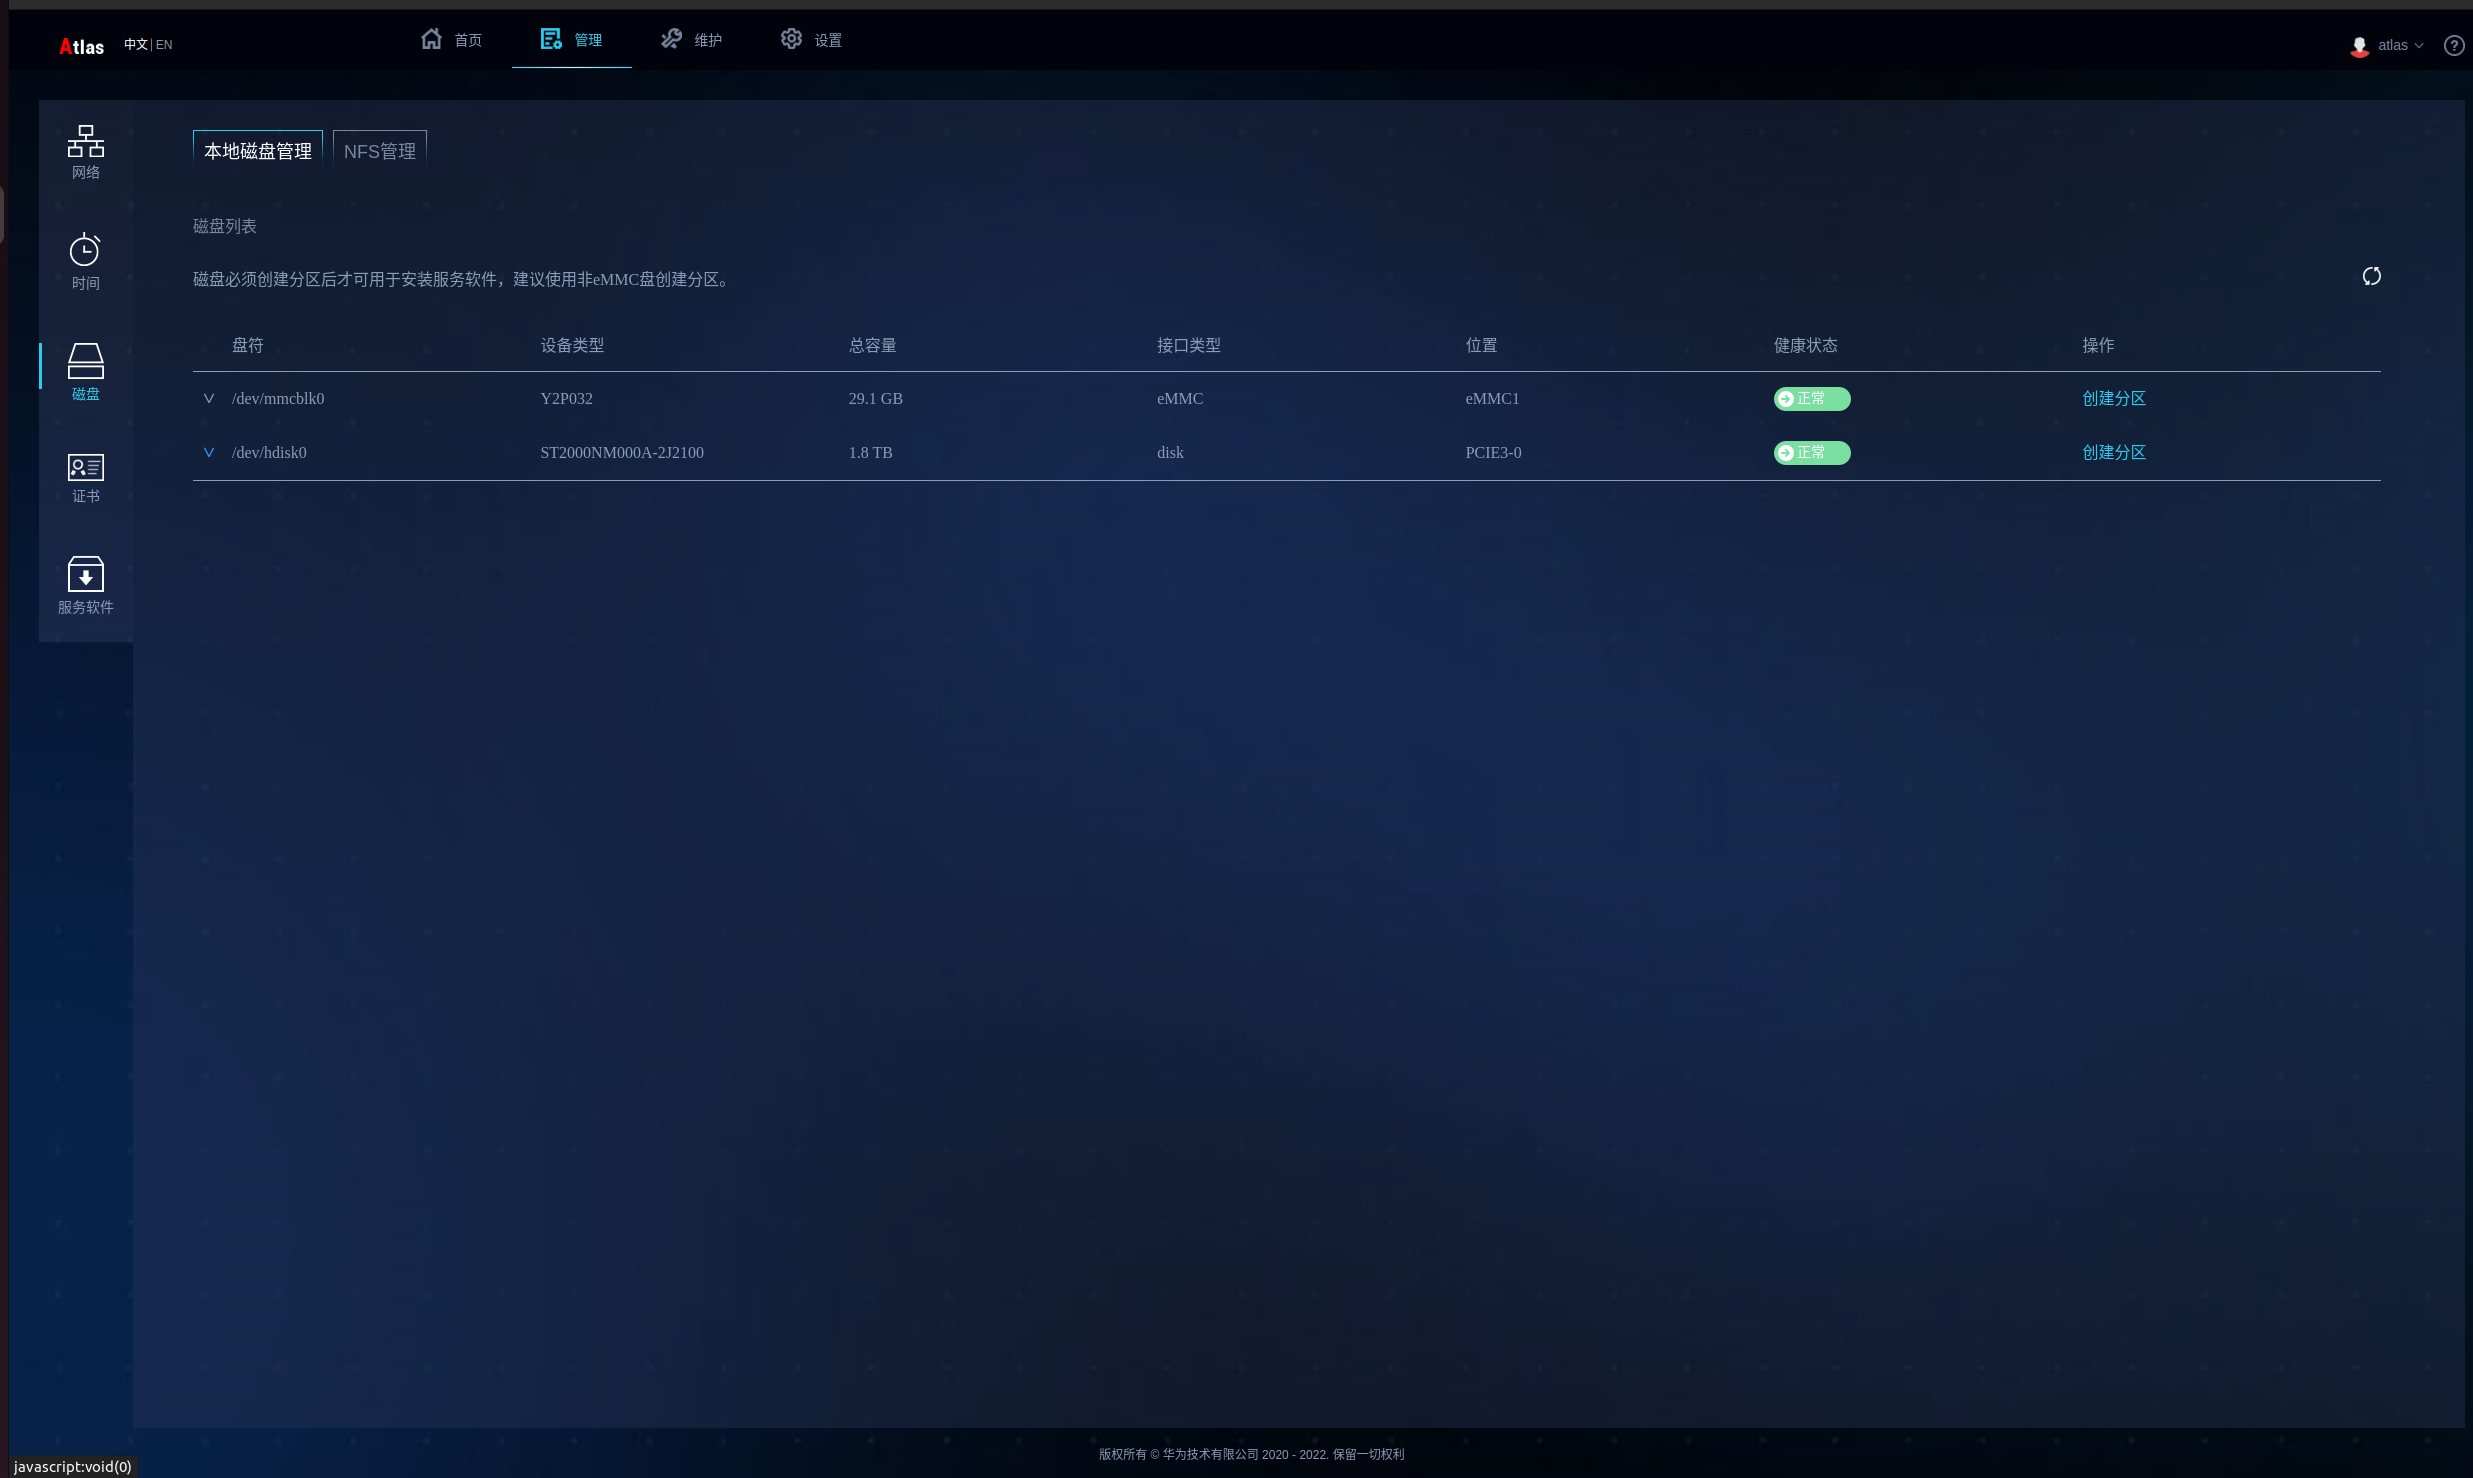 Atlas 中文 | EN 首页 管理 维护 设置 atlas
网络
时间
磁盘
证书
服务软件
本地磁盘管理 NFS管理
磁盘列表
磁盘必须创建分区后才可用于安装服务软件，建议使用非eMMC盘创建分区。
盘符 设备类型 总容量 接口类型 位置 健康状态 操作
/dev/mmcblk0 Y2P032 29.1 GB eMMC eMMC1 正常 创建分区
/dev/hdisk0 ST2000NM000A-2J2100 1.8 TB disk PCIE3-0 正常 创建分区
版权所有 © 华为技术有限公司 2020 - 2022. 保留一切权利
javascript:void(0)